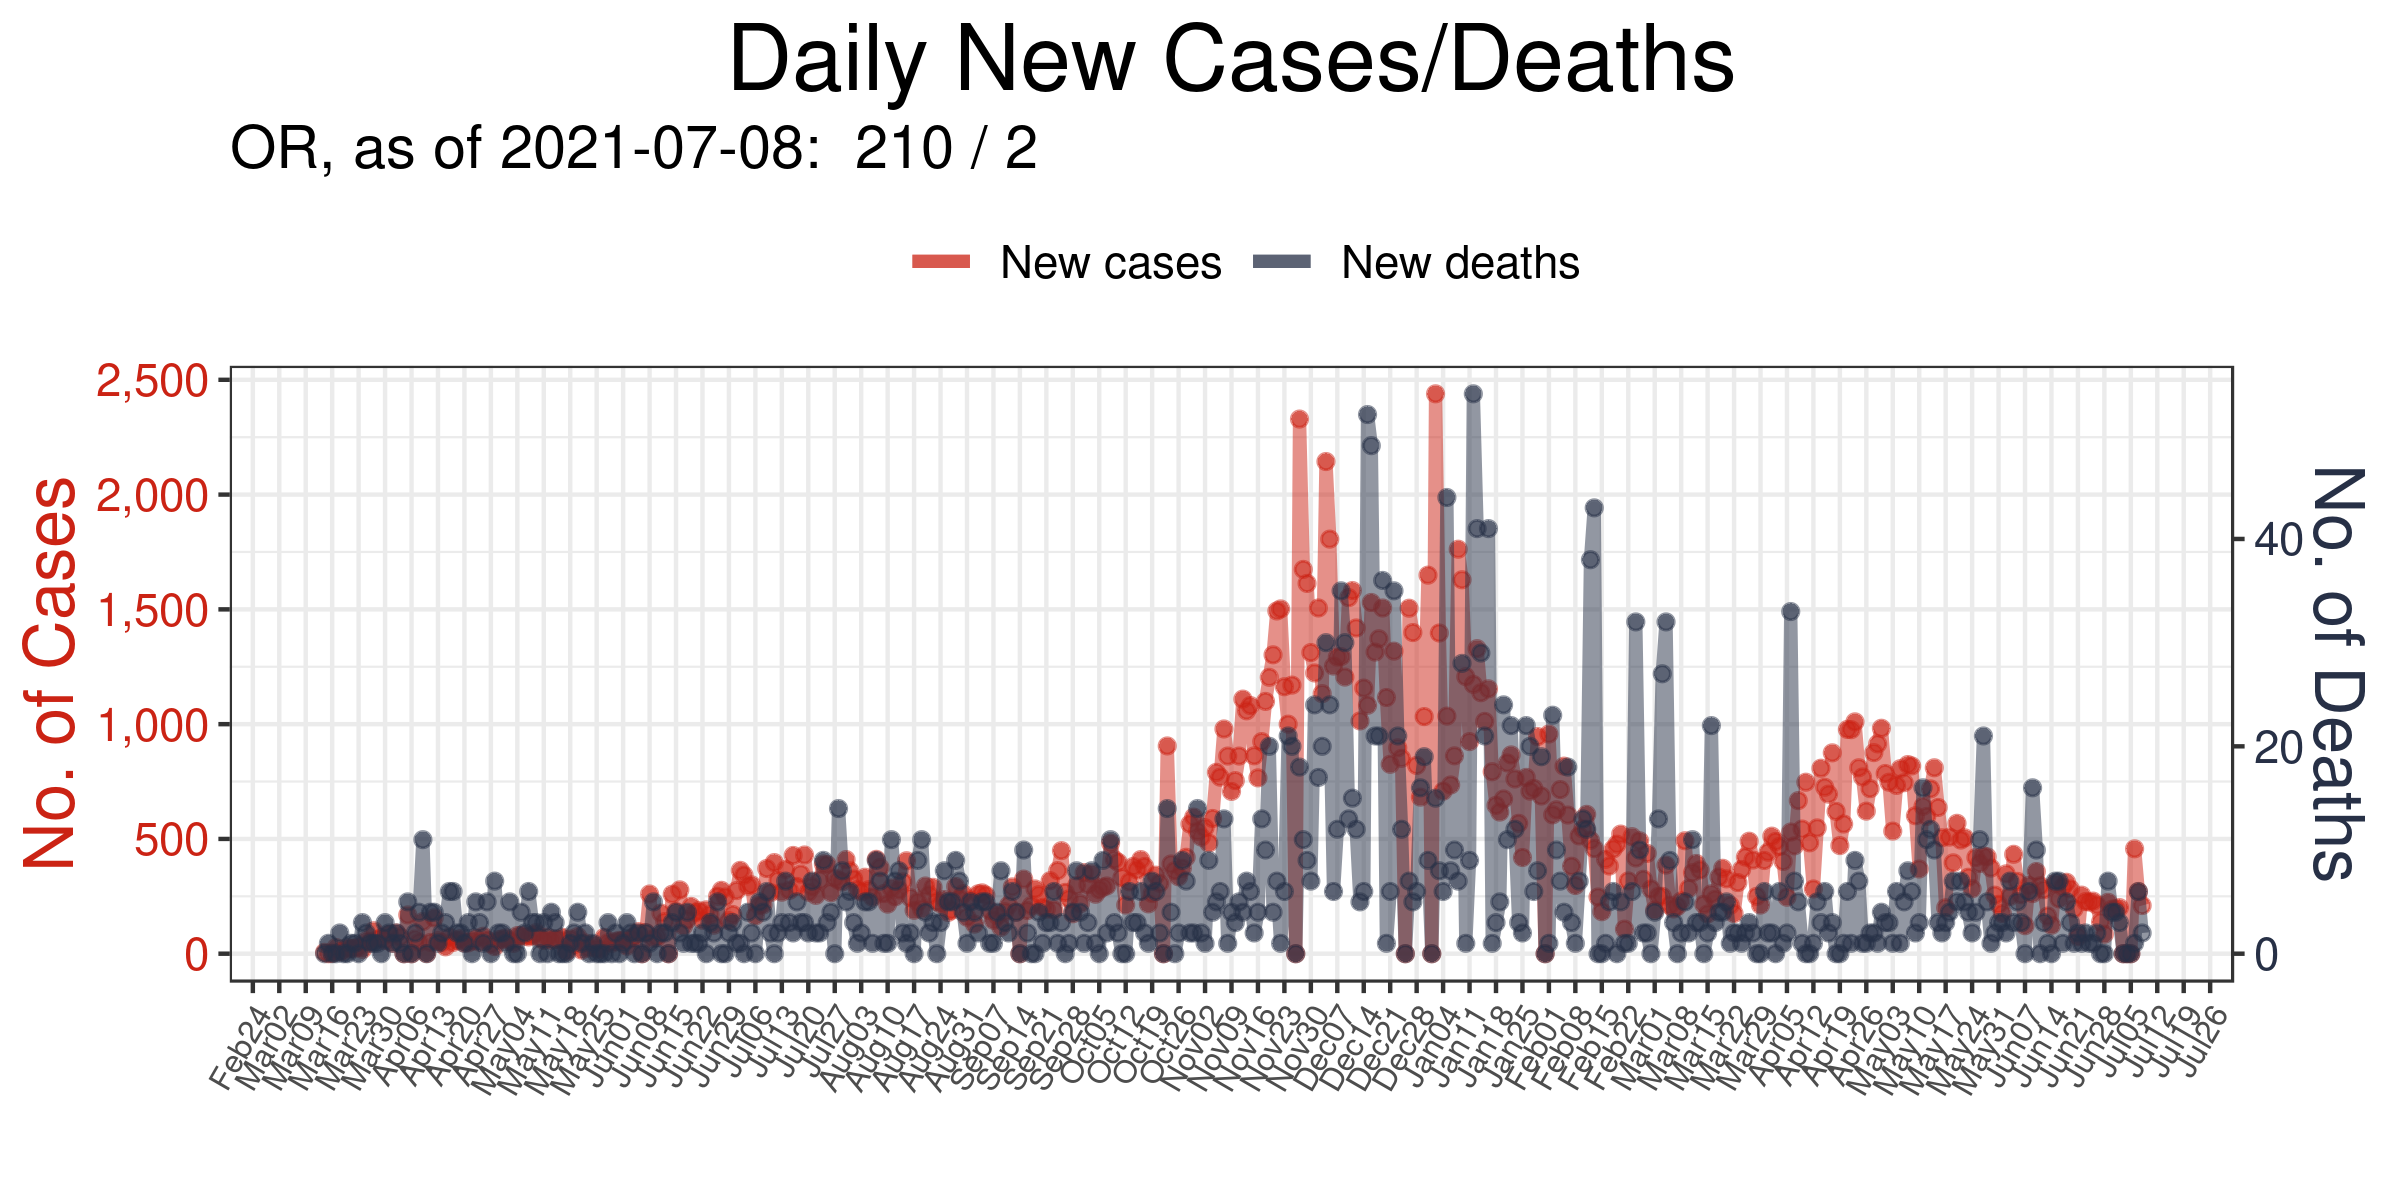 Daily New Cases/Deaths
OR, as of 2021-07-08:  210 / 2
New cases
New deaths
No. of Cases
2,500
2,000
1,500
1,000
500
0
40
20
0
No. of Deaths
Feb24
Mar02
Mar09
Mar16
Mar23
Mar30
Apr06
Apr13
Apr20
Apr27
May04
May11
May18
May25
Jun01
Jun08
Jun15
Jun22
Jun29
Jul06
Jul13
Jul20
Jul27
Aug03
Aug10
Aug17
Aug24
Aug31
Sep07
Sep14
Sep21
Sep28
Oct05
Oct12
Oct19
Oct26
Nov02
Nov09
Nov16
Nov23
Nov30
Dec07
Dec14
Dec21
Dec28
Jan04
Jan11
Jan18
Jan25
Feb01
Feb08
Feb15
Feb22
Mar01
Mar08
Mar15
Mar22
Mar29
Apr05
Apr12
Apr19
Apr26
May03
May10
May17
May24
May31
Jun07
Jun14
Jun21
Jun28
Jul05
Jul12
Jul19
Jul26